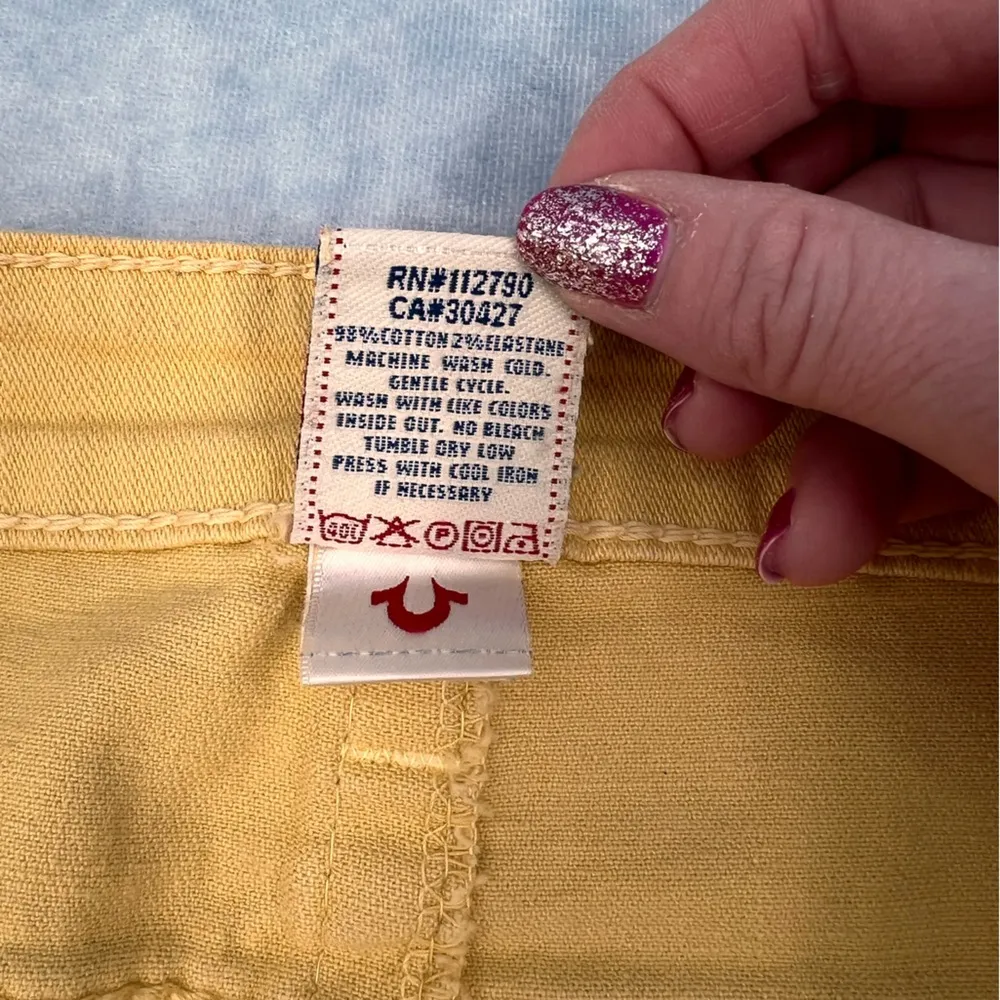 RN#112790
CA#30427
98%COTTON 2%ELASTANE
MACHINE WASH COLD.
GENTLE CYCLE.
WASH WITH LIKE COLORS
INSIDE OUT. NO BLEACH
TUMBLE DRY LOW
PRESS WITH COOL IRON
IF NECESSARY
40C P